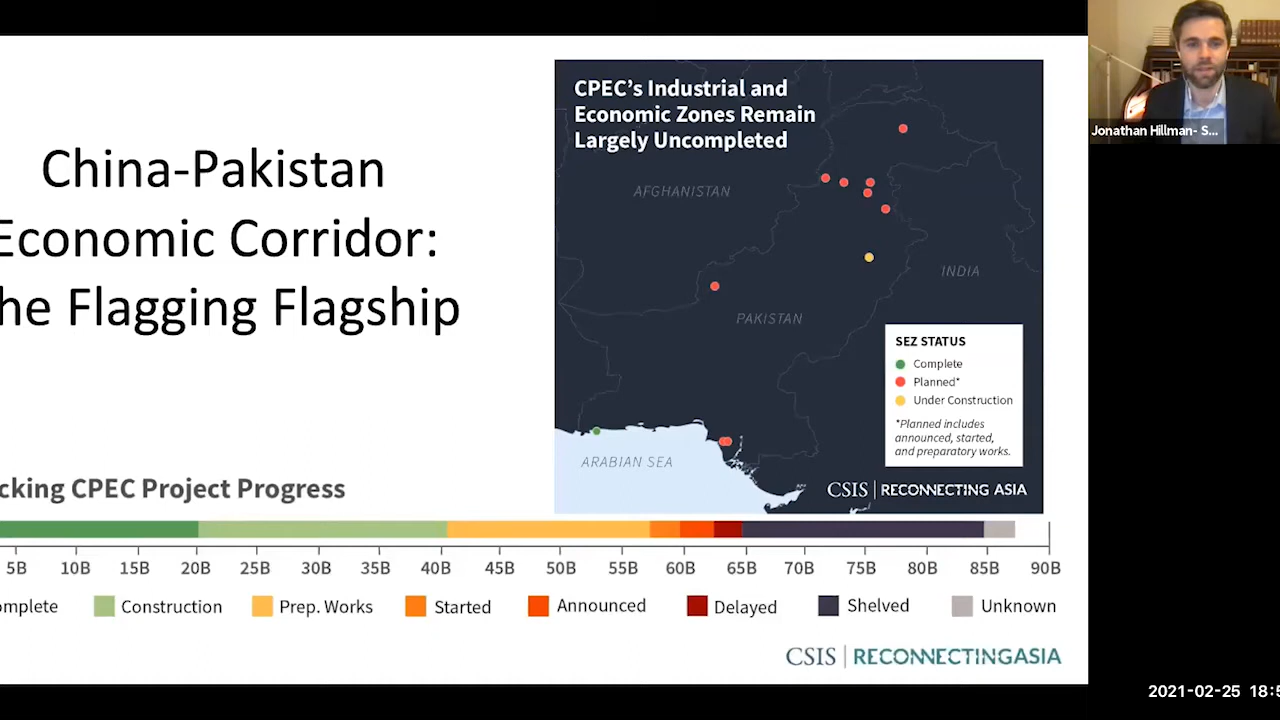 China-Pakistan
Economic Corridor:
he Flagging Flagship
CPEC's Industrial and
Economic Zones Remain
Largely Uncompleted
AFGHANISTAN
INDIA
PAKISTAN
ARABIAN SEA
SEZ STATUS
Complete
Planned*
Under Construction
*Planned includes
announced, started,
and preparatory works.
CSIS | RECONNECTING ASIA
cking CPEC Project Progress
5B 10B 15B 20B 25B 30B 35B 40B 45B 50B 55B 60B 65B 70B 75B 80B 85B 90B
omplete Construction Prep. Works Started Announced Delayed Shelved Unknown
CSIS | RECONNECTINGASIA
Jonathan Hillman- S...
2021-02-25 18:5